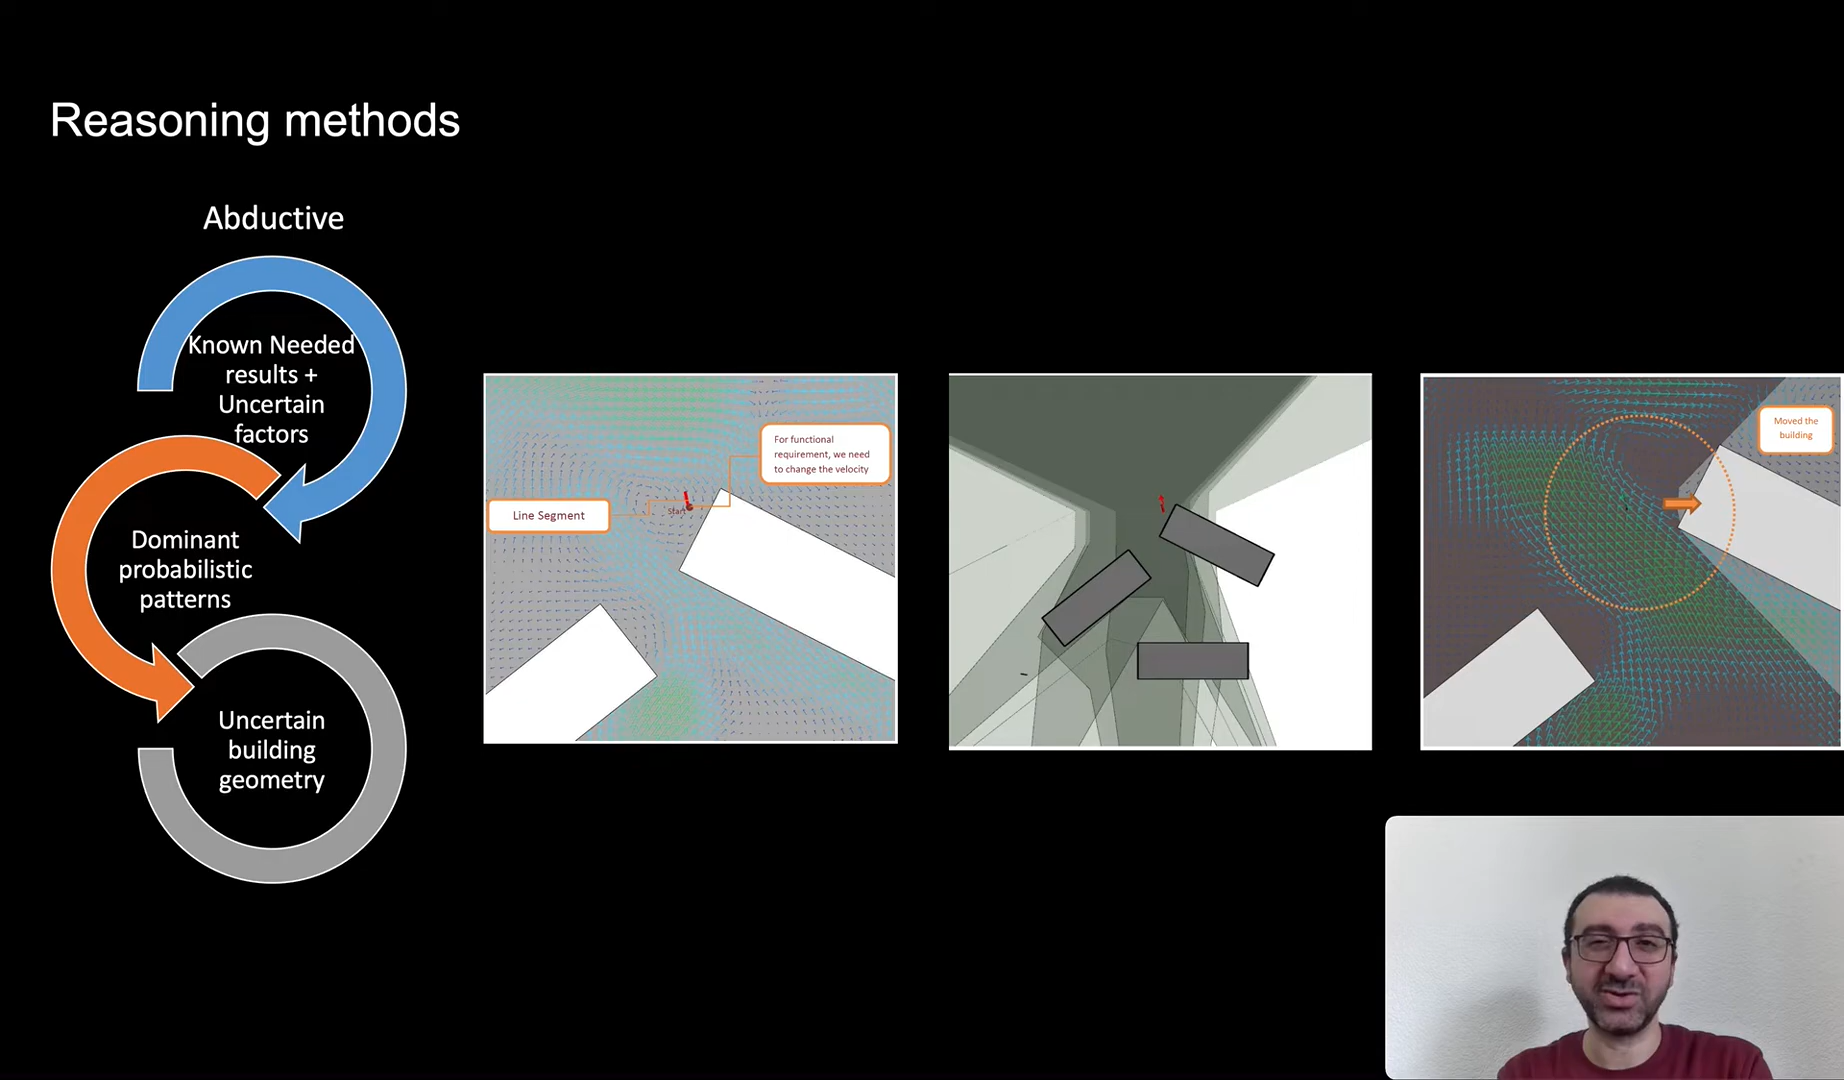 Reasoning methods
Abductive
Known Needed
results +
Uncertain
factors
Dominant
probabilistic
patterns
Uncertain
building
geometry
Line Segment
Start
For functional
requirement, we need
to change the velocity
Moved the
building